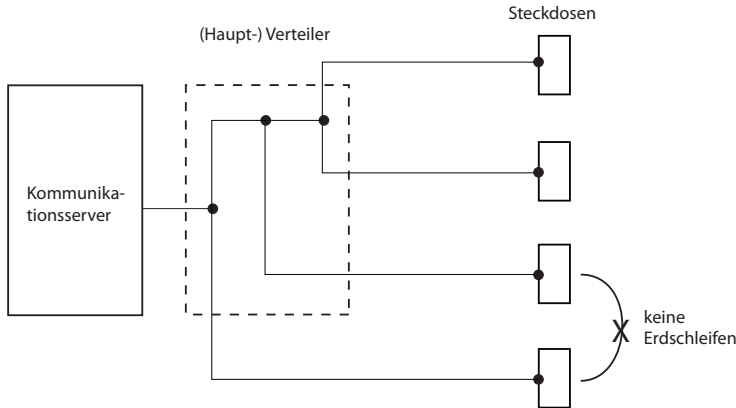 Steckdosen
(Haupt-) Verteiler
Kommunika-
tionsserver
X
keine
Erdschleifen